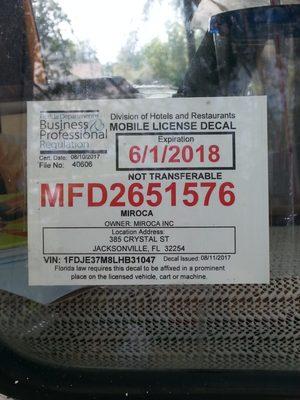 Florida Department of
Business &
Professional
Regulation
Cert. Date: 08/10/2017
File No: 40606
Division of Hotels and Restaurants
MOBILE LICENSE DECAL
Expiration
6/1/2018
NOT TRANSFERABLE
MFD2651576
MIROCA
OWNER: MIROCA INC
Location Address:
385 CRYSTAL ST
JACKSONVILLE, FL 32254
VIN: 1FDJE37M8LHB31047 Decal Issued: 08/11/2017
Florida law requires this decal to be affixed in a prominent
place on the licensed vehicle, cart or machine.